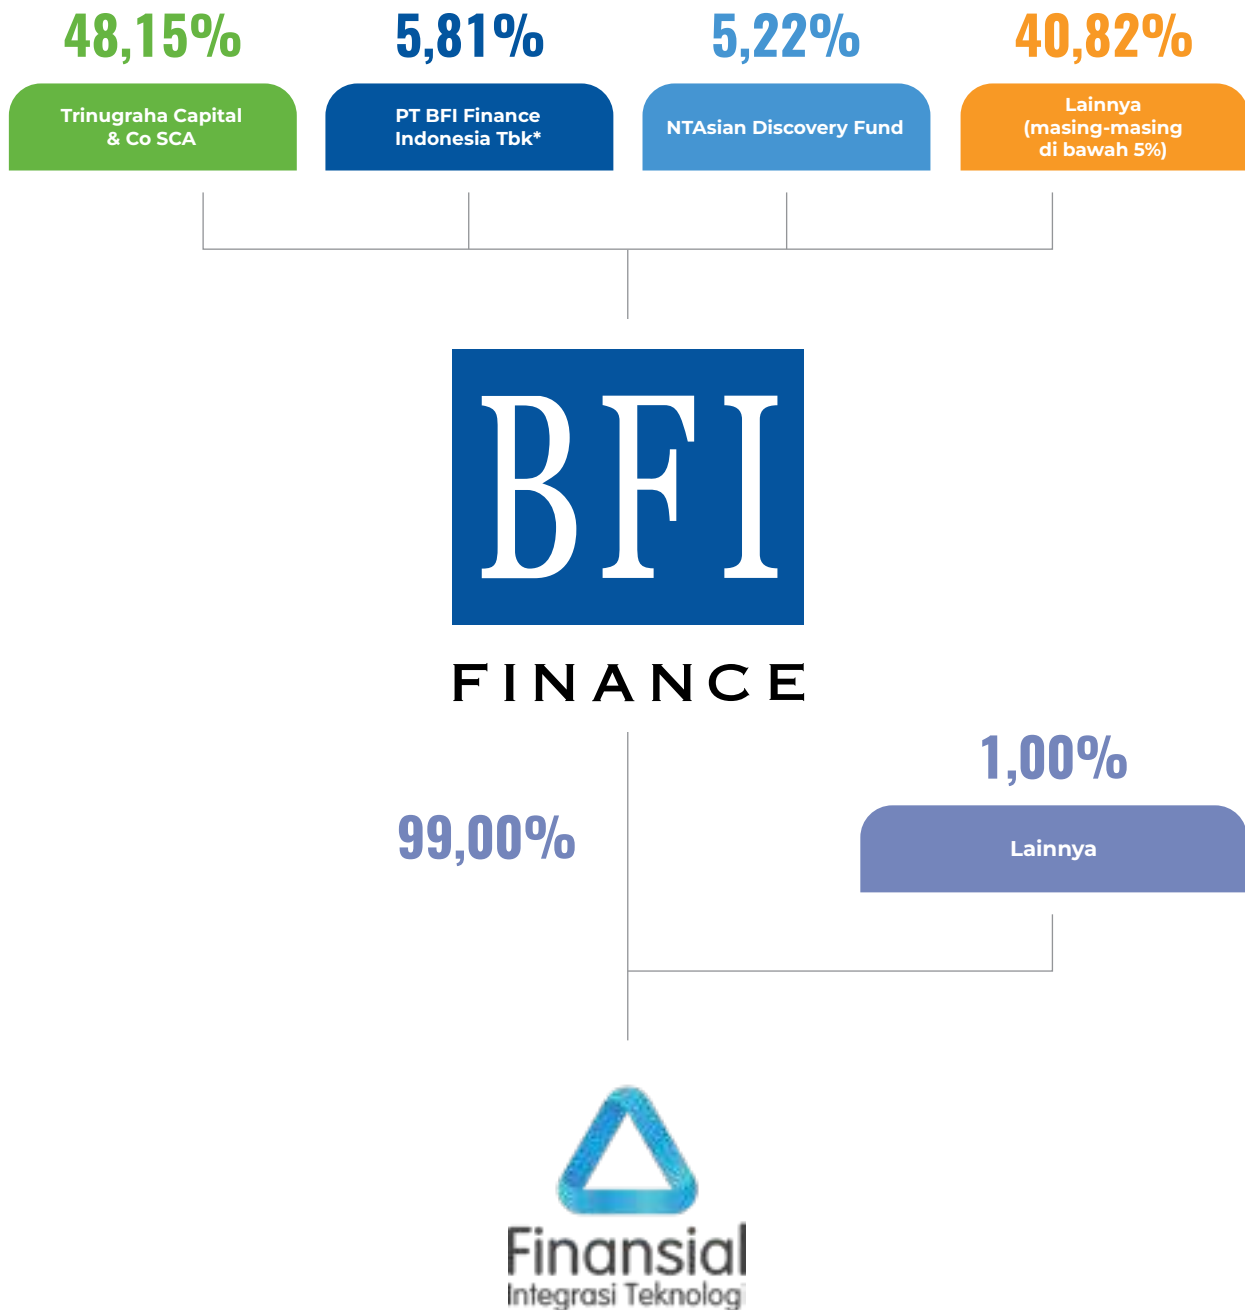 48,15%
5,81%
5,22%
40,82%
Trinugraha Capital
& Co SCA
PT BFI Finance
Indonesia Tbk*
NTAsian Discovery Fund
Lainnya
(masing-masing
di bawah 5%)
BFI
FINANCE
1,00%
99,00%
Lainnya
Finansial
Integrasi Teknologi